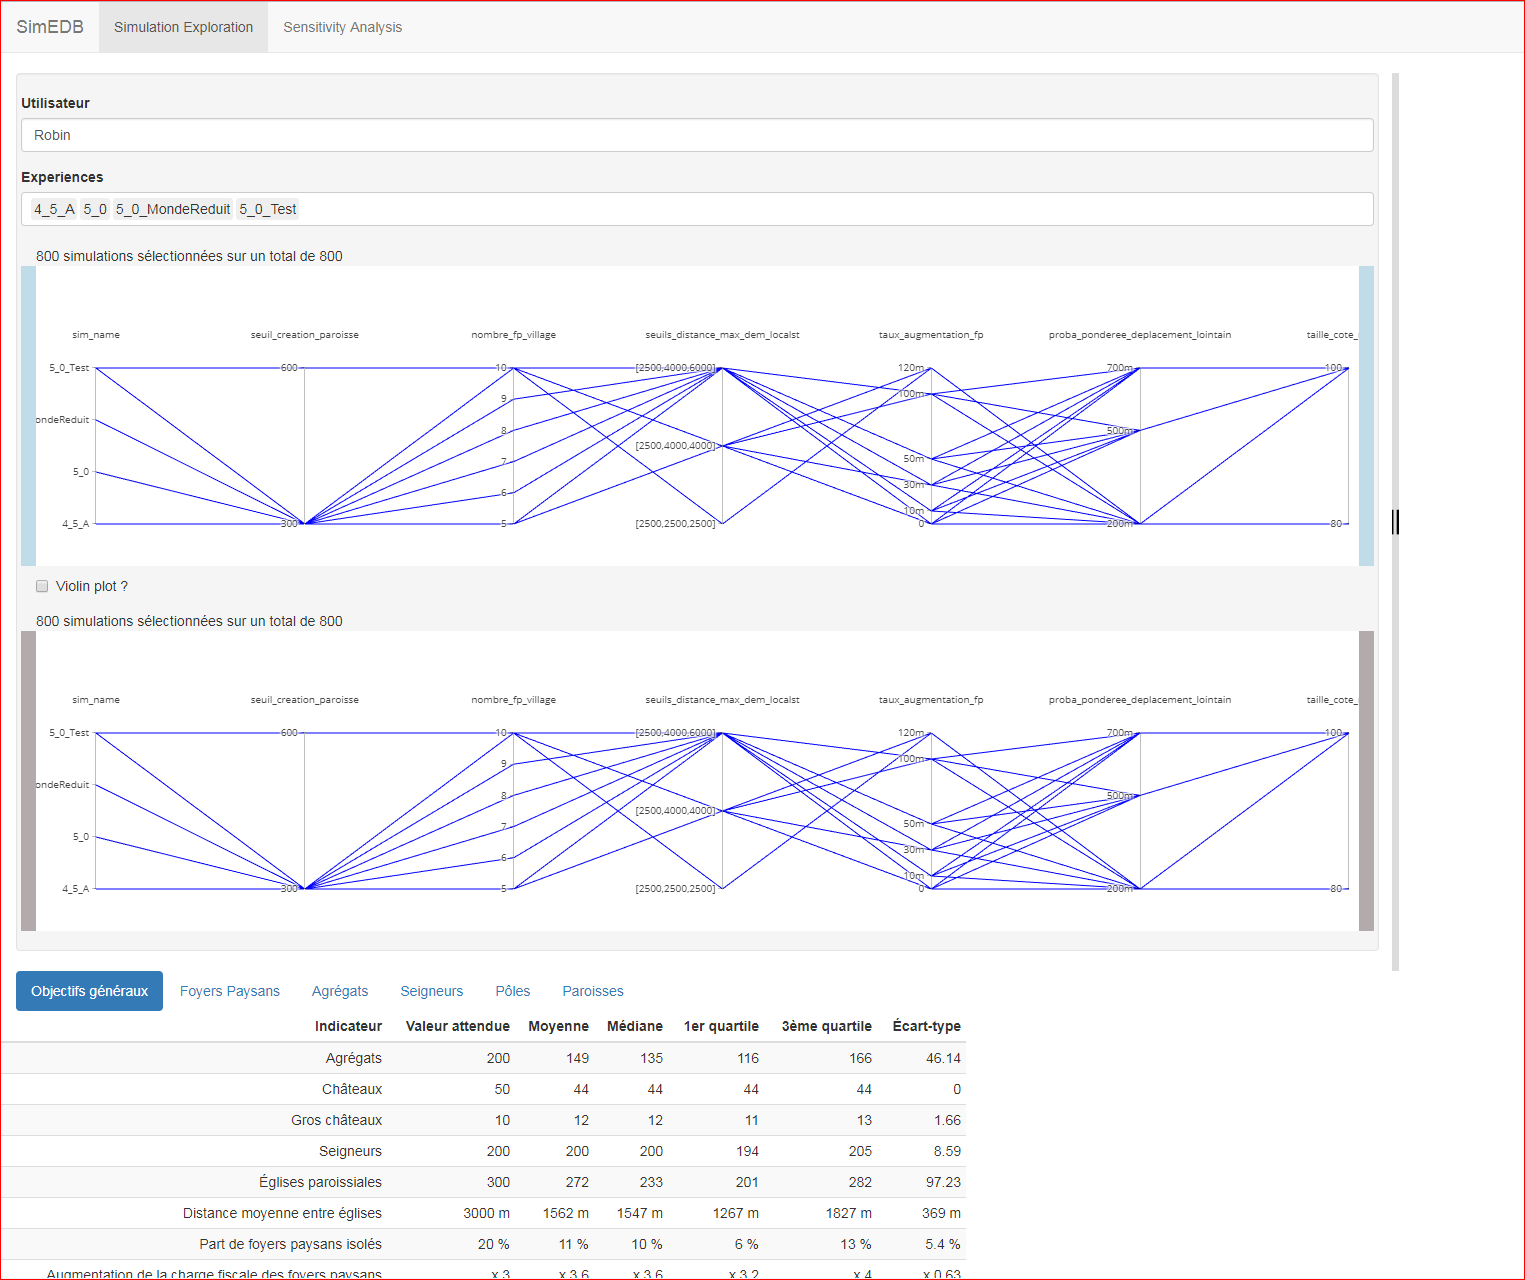 SimEDB Simulation Exploration Sensitivity Analysis
Utilisateur
Robin
Experiences
4_5_A 5_0 5_0_MondeReduit 5_0_Test
800 simulations sélectionnées sur un total de 800
sim_name seuil_creation_paroisse nombre_fp_village seuils_distance_max_dem_localst taux_augmentation_fp proba_ponderee_deplacement_lointain taille_cote_
5_0_Test 600 10 [2500,4000,6000] 120m 700m 100
100m
9
ondeReduit
8 500m
[2500,4000,4000]
7 50m
5_0
30m
6
10m
4_5_A 300 5 [2500,2500,2500] 0 200m 80
Violin plot ?
800 simulations sélectionnées sur un total de 800
sim_name seuil_creation_paroisse nombre_fp_village seuils_distance_max_dem_localst taux_augmentation_fp proba_ponderee_deplacement_lointain taille_cote_
5_0_Test 600 10 [2500,4000,6000] 120m 700m 100
100m
9
ondeReduit
8 500m
[2500,4000,4000]
7 50m
5_0
30m
6
10m
4_5_A 300 5 [2500,2500,2500] 0 200m 80
Objectifs généraux Foyers Paysans Agrégats Seigneurs Pôles Paroisses
Indicateur Valeur attendue Moyenne Médiane 1er quartile 3ème quartile Écart-type
Agrégats 200 149 135 116 166 46.14
Châteaux 50 44 44 44 44 0
Gros châteaux 10 12 12 11 13 1.66
Seigneurs 200 200 200 194 205 8.59
Églises paroissiales 300 272 233 201 282 97.23
Distance moyenne entre églises 3000 m 1562 m 1547 m 1267 m 1827 m 369 m
Part de foyers paysans isolés 20 % 11 % 10 % 6 % 13 % 5.4 %
Augmentation de la charge fiscale des foyers paysans x 3 x 3.6 x 3.6 x 3.2 x 4 x 0.63